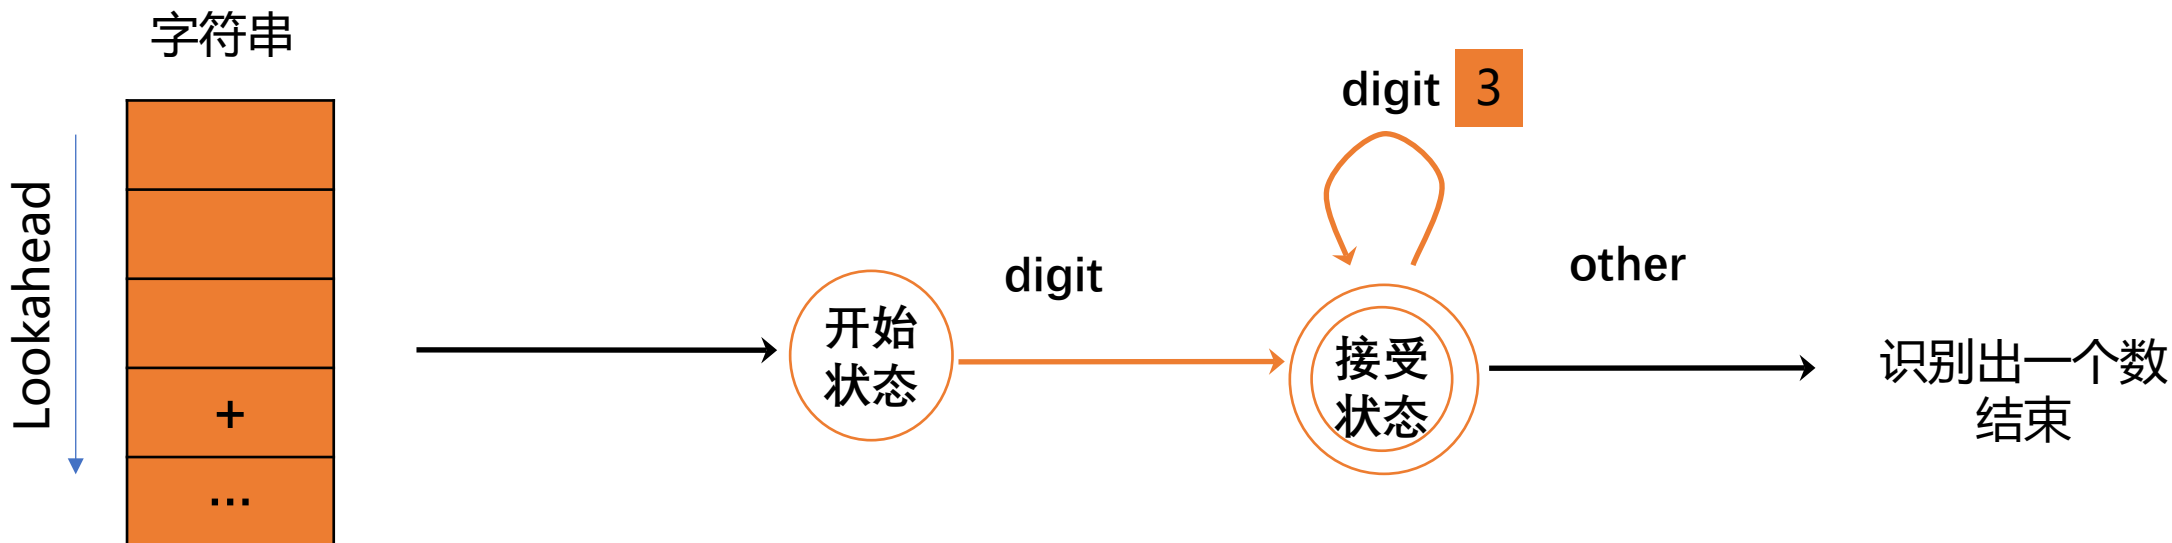 字符串
Lookahead
+
...
开始
状态
digit
digit 3
接受
状态
other
识别出一个数
结束